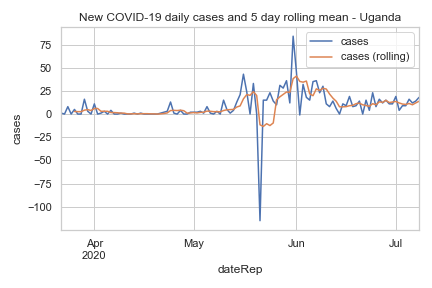 New COVID-19 daily cases and 5 day rolling mean - Uganda
cases
cases (rolling)
75
50
25
0
−25
−50
−75
−100
cases
Apr
2020
May
Jun
Jul
dateRep